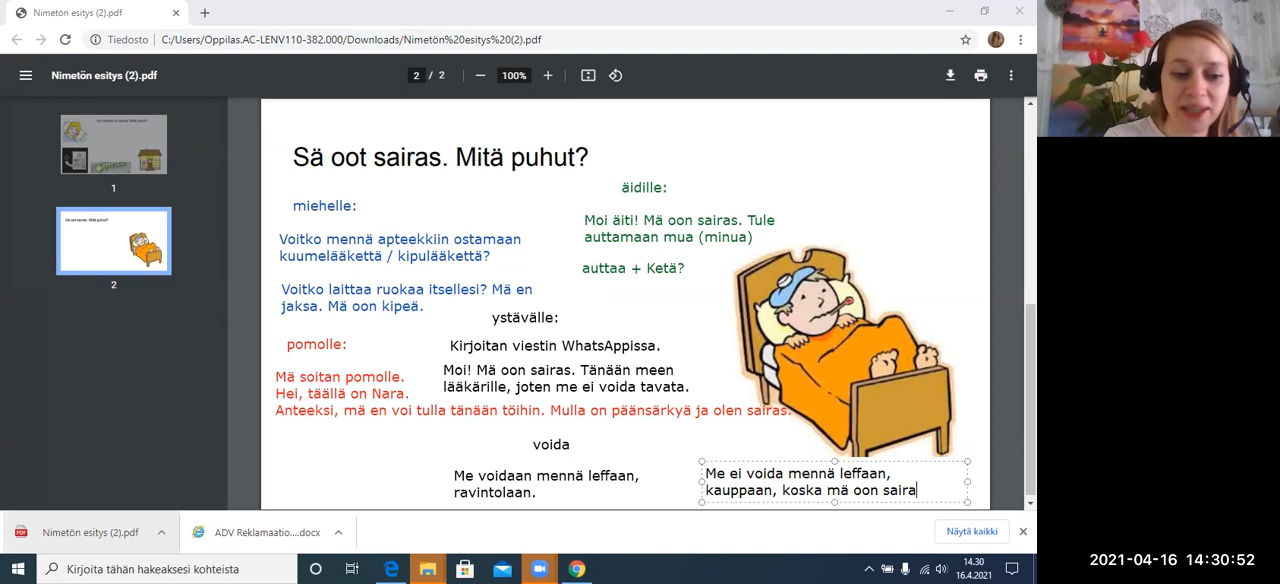 Nimetön esitys (2).pdf
Tiedosto
C:/Users/Oppilas.AC-LENV110-382.000/Downloads/Nimetön%20esitys%20(2).pdf
Nimetön esitys (2).pdf
2 / 2
100%
1
2
Sä oot sairas. Mitä puhut?
äidille:
miehelle:
Moi äiti! Mä oon sairas. Tule
auttamaan mua (minua)
Voitko mennä apteekkiin ostamaan
kuumelääkettä / kipulääkettä?
auttaa + Ketä?
Voitko laittaa ruokaa itsellesi? Mä en
jaksa. Mä oon kipeä.
ystävälle:
pomolle:
Kirjoitan viestin WhatsAppissa.
Moi! Mä oon sairas. Tänään meen
lääkärille, joten me ei voida tavata.
Mä soitan pomolle.
Hei, täällä on Nara.
Anteeksi, mä en voi tulla tänään töihin. Mulla on päänsärkyä ja olen sairas.
voida
Me voidaan mennä leffaan,
ravintolaan.
Me ei voida mennä leffaan,
kauppaan, koska mä oon saira
Nimetön esitys (2).pdf
ADV Reklamaatio....docx
Näytä kaikki
Kirjoita tähän hakeaksesi kohteista
14.30
16.4.2021
2021-04-16 14:30:52